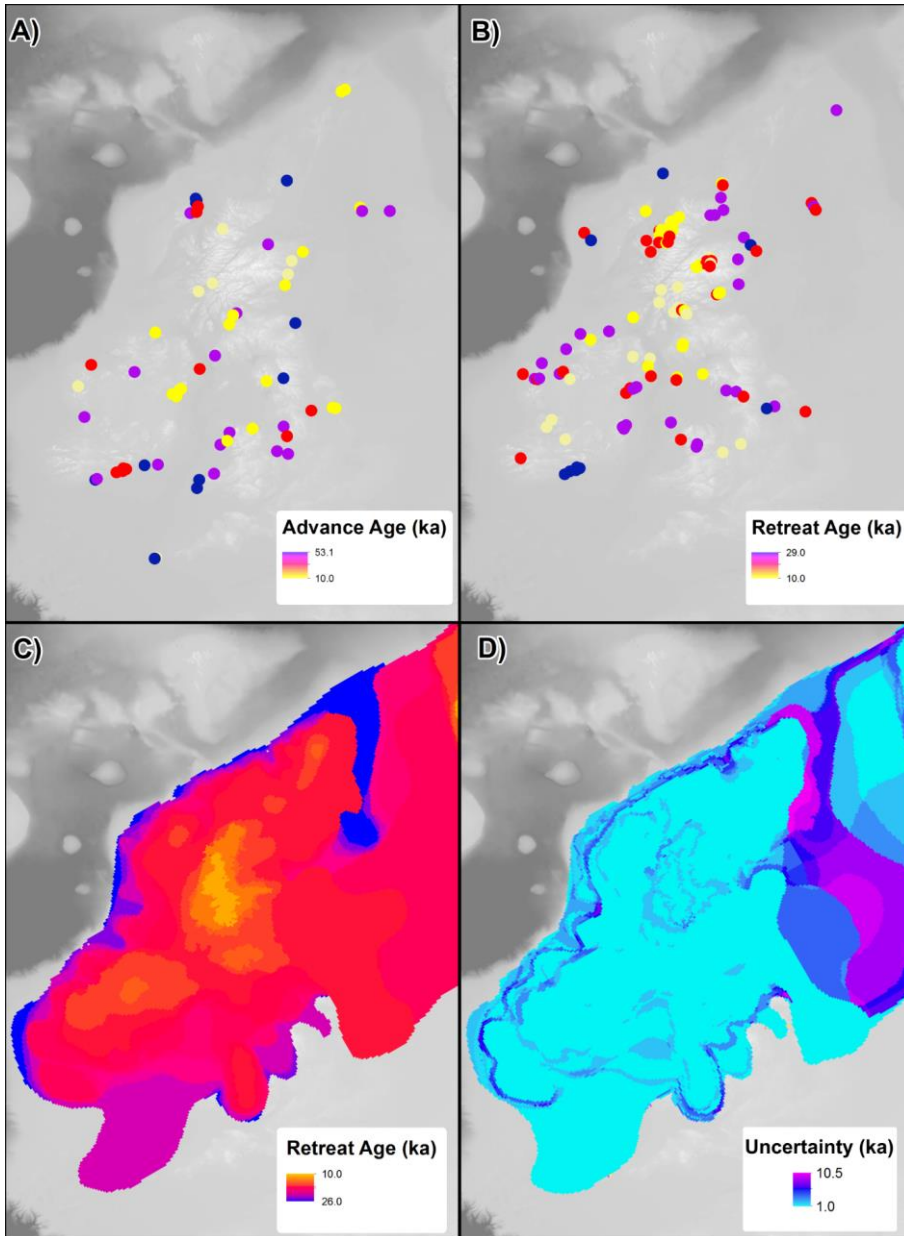 A)
B)
Advance Age (ka)
53.1
10.0
Retreat Age (ka)
29.0
10.0
C)
D)
Retreat Age (ka)
10.0
26.0
Uncertainty (ka)
10.5
1.0